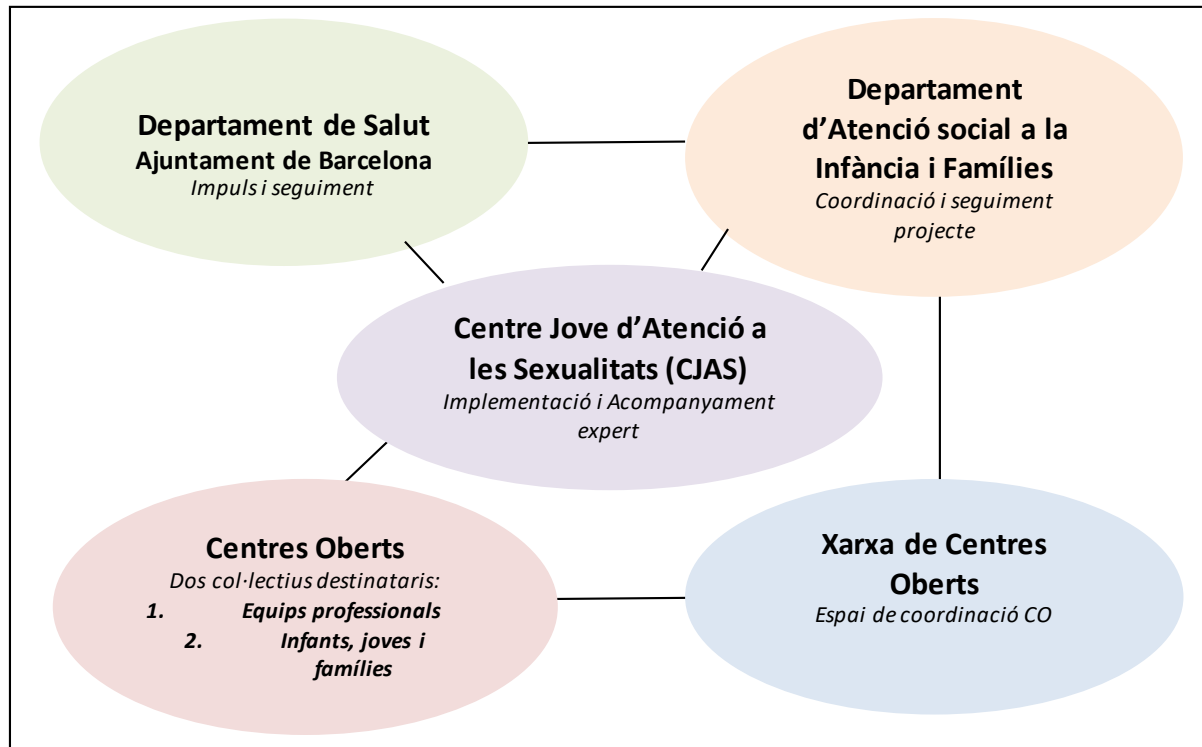 Departament de Salut
Ajuntament de Barcelona
Impuls i seguiment
Departament
d’Atenció social a la
Infància i Famílies
Coordinació i seguiment
projecte
Centre Jove d’Atenció a
les Sexualitats (CJAS)
Implementació i Acompanyament
expert
Centres Oberts
Dos col·lectius destinataris:
1. Equips professionals
2. Infants, joves i
famílies
Xarxa de Centres
Oberts
Espai de coordinació CO